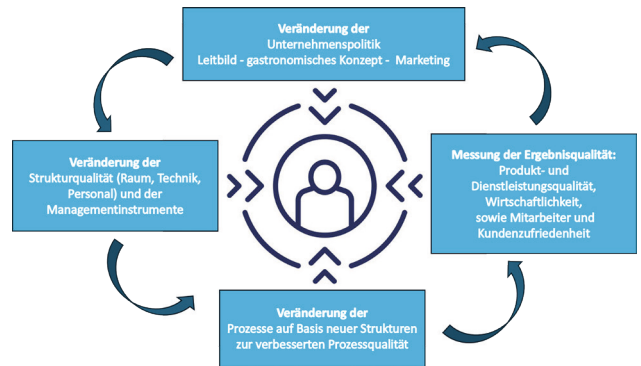 Veränderung der
Unternehmenspolitik
Leitbild - gastronomisches Konzept - Marketing
Veränderung der
Strukturqualität (Raum, Technik,
Personal) und der
Managementinstrumente
Messung der Ergebnisqualität:
Produkt- und
Dienstleistungsqualität,
Wirtschaftlichkeit,
sowie Mitarbeiter und
Kundenzufriedenheit
Veränderung der
Prozesse auf Basis neuer Strukturen
zur verbesserten Prozessqualität